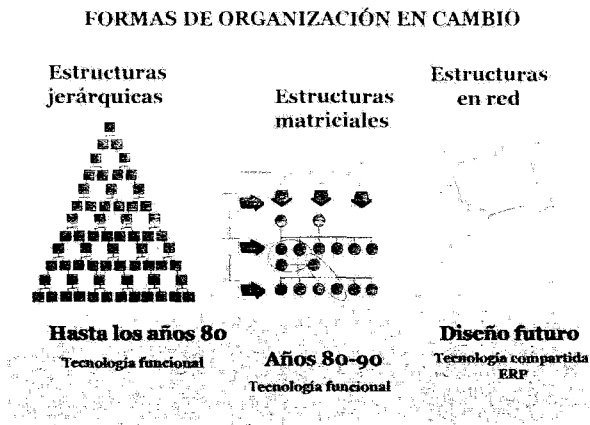 FORMAS DE ORGANIZACIÓN EN CAMBIO
Estructuras
jerárquicas
Estructuras
matriciales
Estructuras
en red
Hasta los años 80
Tecnología funcional
Años 80-90
Tecnología funcional
Diseño futuro
Tecnología compartida
ERP